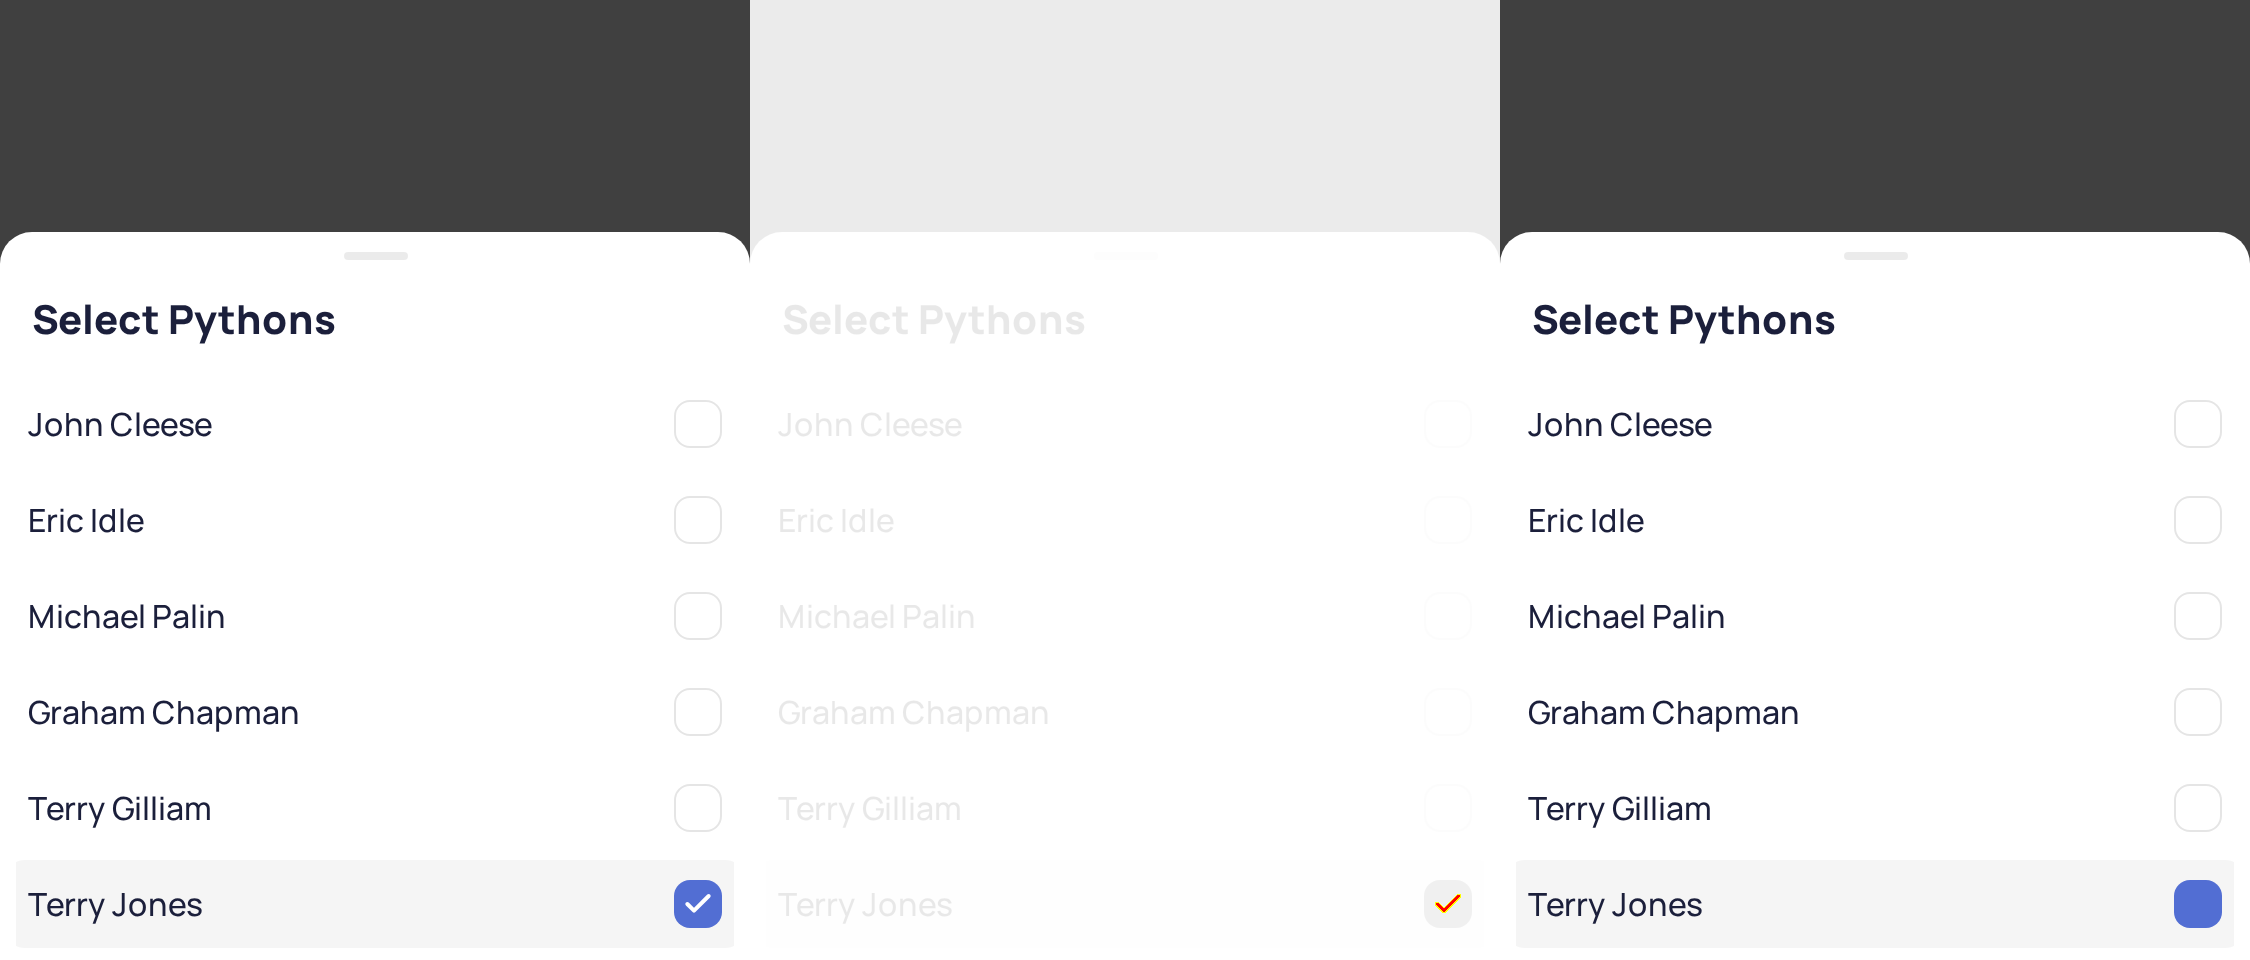 Select Pythons
John Cleese
Eric Idle
Michael Palin
Graham Chapman
Terry Gilliam
Terry Jones
Select Pythons
John Cleese
Eric Idle
Michael Palin
Graham Chapman
Terry Gilliam
Terry Jones
Select Pythons
John Cleese
Eric Idle
Michael Palin
Graham Chapman
Terry Gilliam
Terry Jones